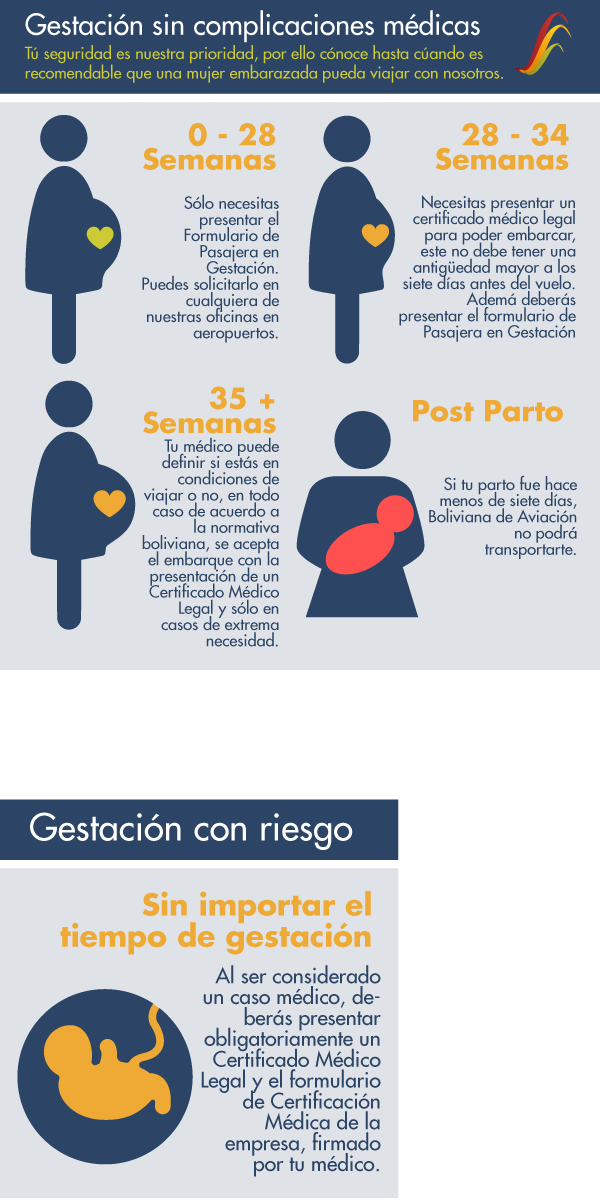 Gestación sin complicaciones médicas
Tú seguridad es nuestra prioridad, por ello cónoce hasta cúando es
recomendable que una mujer embarazada pueda viajar con nosotros.
0 - 28
Semanas
Sólo necesitas
presentar el
Formulario de
Pasajera en
Gestación.
Puedes solicitarlo en
cualquiera de
nuestras oficinas en
aeropuertos.
28 - 34
Semanas
Necesitas presentar un
certificado médico legal
para poder embarcar,
este no debe tener una
antigüedad mayor a los
siete días antes del vuelo.
Ademá deberás
presentar el formulario de
Pasajera en Gestación
35 +
Semanas
Tu médico puede
definir si estás en
condiciones de
viajar o no, en todo
caso de acuerdo a
la normativa
boliviana, se acepta
el embarque con la
presentación de un
Certificado Médico
Legal y sólo en
casos de extrema
necesidad.
Post Parto
Si tu parto fue hace
menos de siete días,
Boliviana de Aviación
no podrá
transportarte.
Gestación con riesgo
Sin importar el
tiempo de gestación
Al ser considerado
un caso médico, de-
berás presentar
obligatoriamente un
Certificado Médico
Legal y el formulario
de Certificación
Médica de la
empresa, firmado
por tu médico.